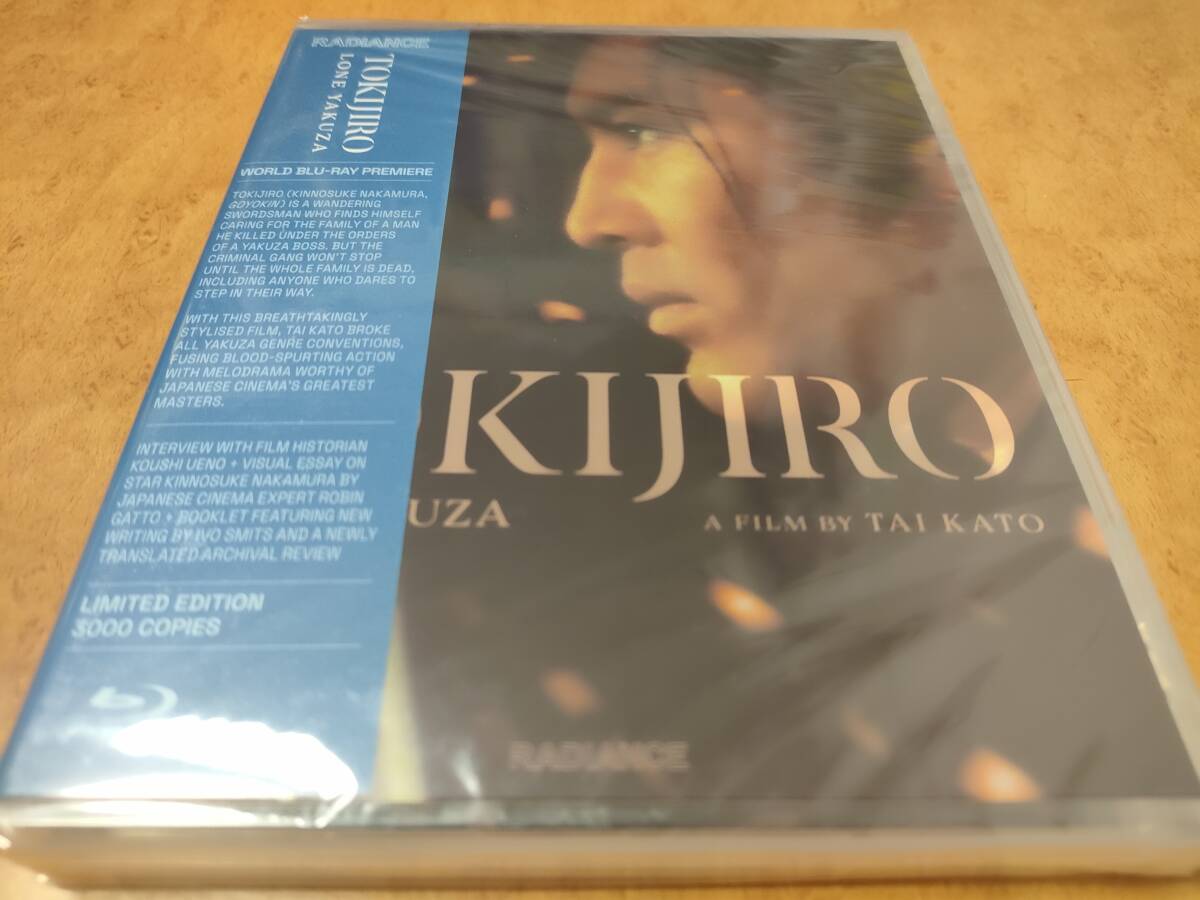 RADIANCE
TOKIJIRO
LONE YAKUZA
WORLD BLU-RAY PREMIERE
TOKIJIRO (KINNOSUKE NAKAMURA,
GOYOKIN) IS A WANDERING
SWORDSMAN WHO FINDS HIMSELF
CARING FOR THE FAMILY OF A MAN
HE KILLED UNDER THE ORDERS
OF A YAKUZA BOSS. BUT THE
CRIMINAL GANG WON'T STOP
UNTIL THE WHOLE FAMILY IS DEAD,
INCLUDING ANYONE WHO DARES TO
STEP IN THEIR WAY.
WITH THIS BREATHTAKINGLY
STYLISED FILM, TAI KATO BROKE
ALL YAKUZA GENRE CONVENTIONS,
FUSING BLOOD-SPURTING ACTION
WITH MELODRAMA WORTHY OF
JAPANESE CINEMA'S GREATEST
MASTERS.
INTERVIEW WITH FILM HISTORIAN
KOUSHI UENO + VISUAL ESSAY ON
STAR KINNOSUKE NAKAMURA BY
JAPANESE CINEMA EXPERT ROBIN
GATTO + BOOKLET FEATURING NEW
WRITING BY IVO SMITS AND A NEWLY
TRANSLATED ARCHIVAL REVIEW
LIMITED EDITION
3000 COPIES
OKIJIRO
UZA
A FILM BY TAI KATO
RADIANCE